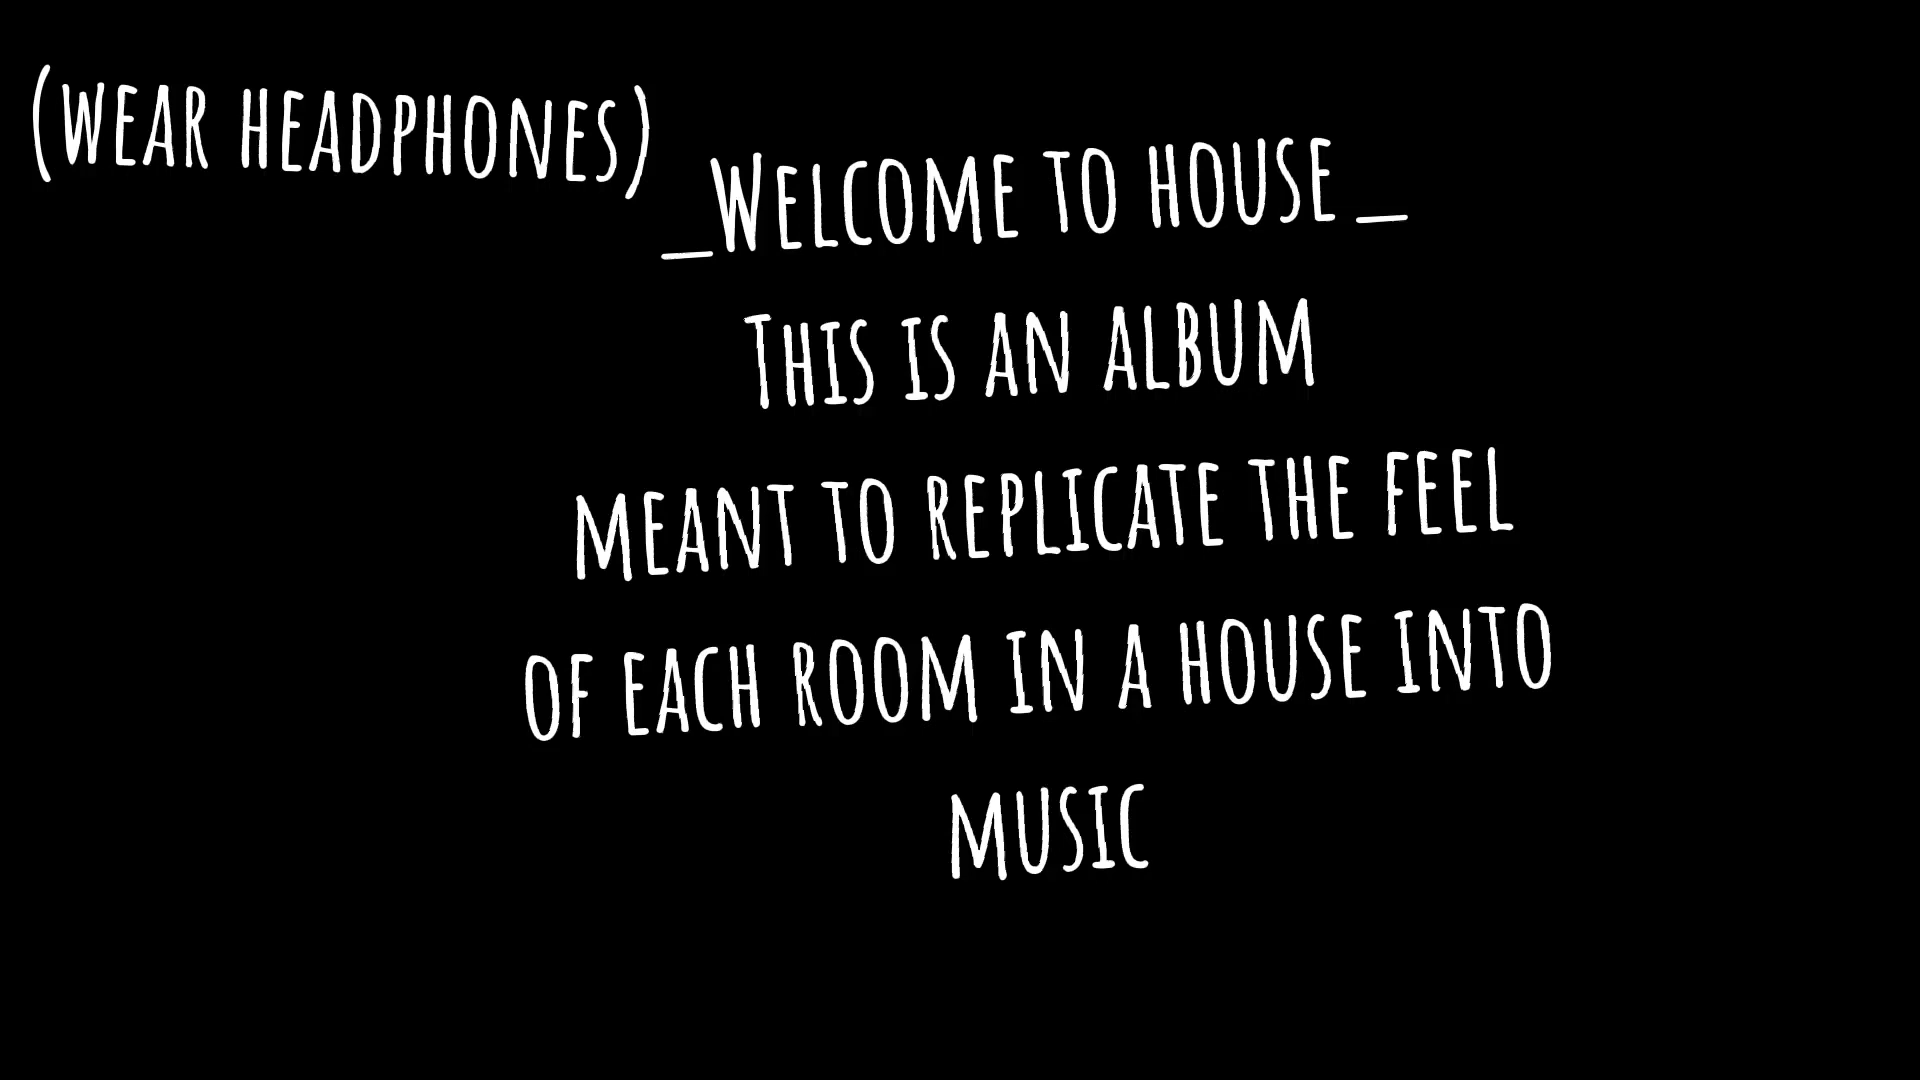 (wear headphones)
_Welcome to house_
This is an album
meant to replicate the feel
of each room in a house into
music